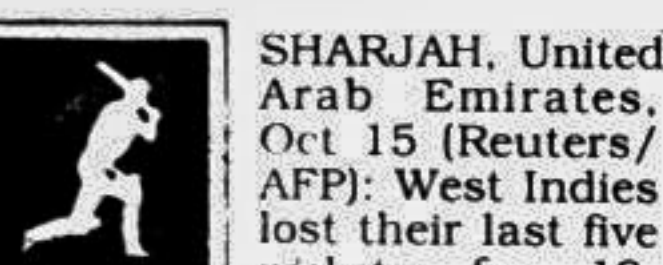 SHARJAH, United
Arab Emirates,
Oct 15 (Reuters/
AFP): West Indies
lost their last five